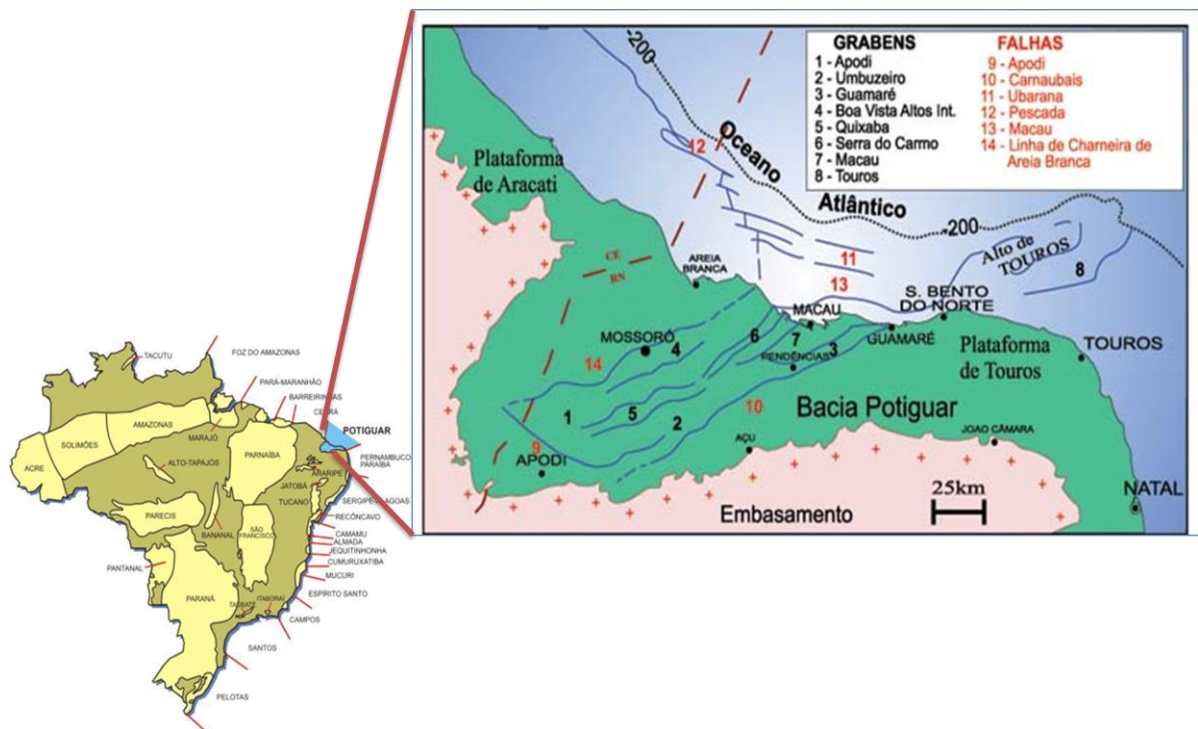 GRABENS
1 - Apodi
2 - Umbuzeiro
3 - Guamaré
4 - Boa Vista Altos Int.
5 - Quixaba
6 - Serra do Carmo
7 - Macau
8 - Touros
FALHAS
9 - Apodi
10 - Carnaubais
11 - Ubarana
12 - Pescada
13 - Macau
14 - Linha de Charneira de
Areia Branca
-200
Oceano
Atlântico
-200
12
Plataforma
de Aracati
11
13
Alto de
TOUROS
8
CE
RN
AREIA
BRANCA
S. BENTO
DO NORTE
MACAU
GUAMARÉ
MOSSORÓ
6
7
PENDÊNCIAS
3
4
14
Plataforma
de Touros
TOUROS
1
5
2
10
Bacia Potiguar
9
APODI
AÇU
JOAO CÂMARA
25km
NATAL
Embasamento
TACUTU
FOZ DO AMAZONAS
PARÁ-MARANHÃO
BARREIRINHAS
CEARÁ
POTIGUAR
MARAJÓ
AMAZONAS
SOLIMÕES
ACRE
ALTO-TAPAJÓS
PARNAÍBA
PERNAMBUCO
PARAÍBA
ARARIPE
JATOBÁ
TUCANO
RECÔNCAVO
CAMAMU
ALMADA
JEQUITINHONHA
CUMURUXATIBA
MUCURI
ESPÍRITO SANTO
PARECIS
BANANAL
SÃO
FRANCISCO
PANTANAL
PARANÁ
TAUBATÉ
ITABORAÍ
CAMPOS
SANTOS
PELOTAS